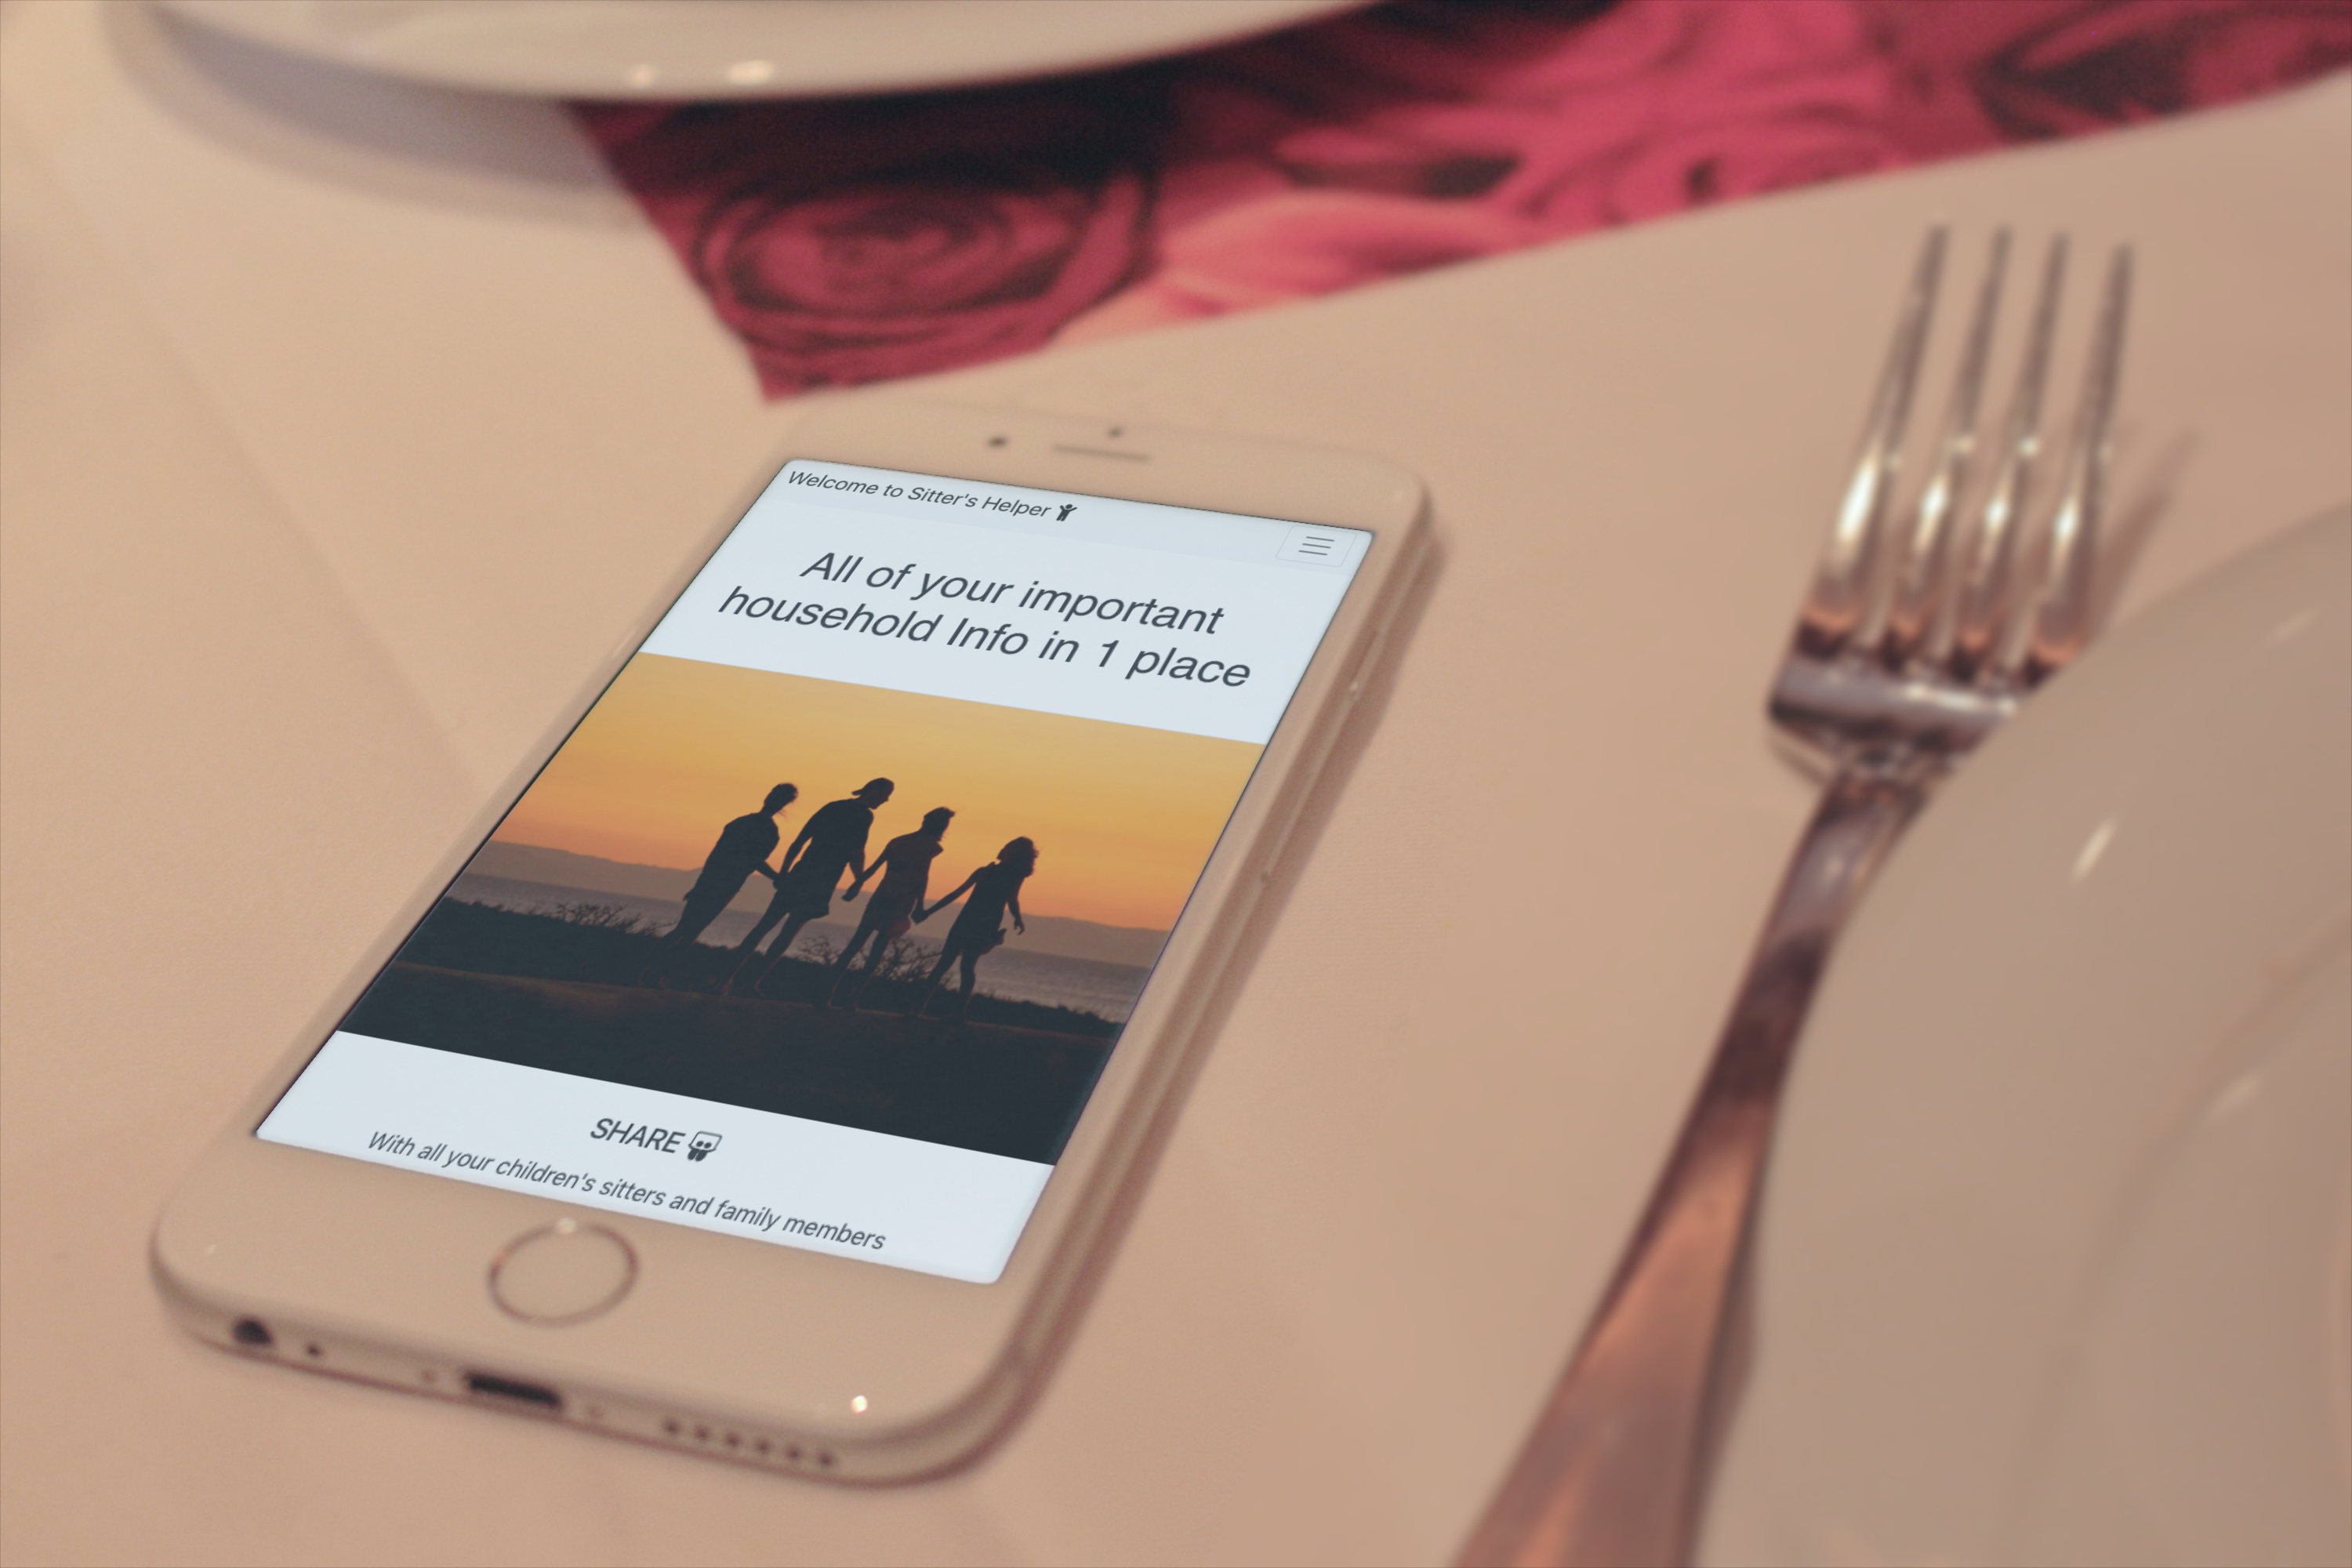 Welcome to Sitter's Helper
All of your important
household Info in 1 place
SHARE
With all your children's sitters and family members